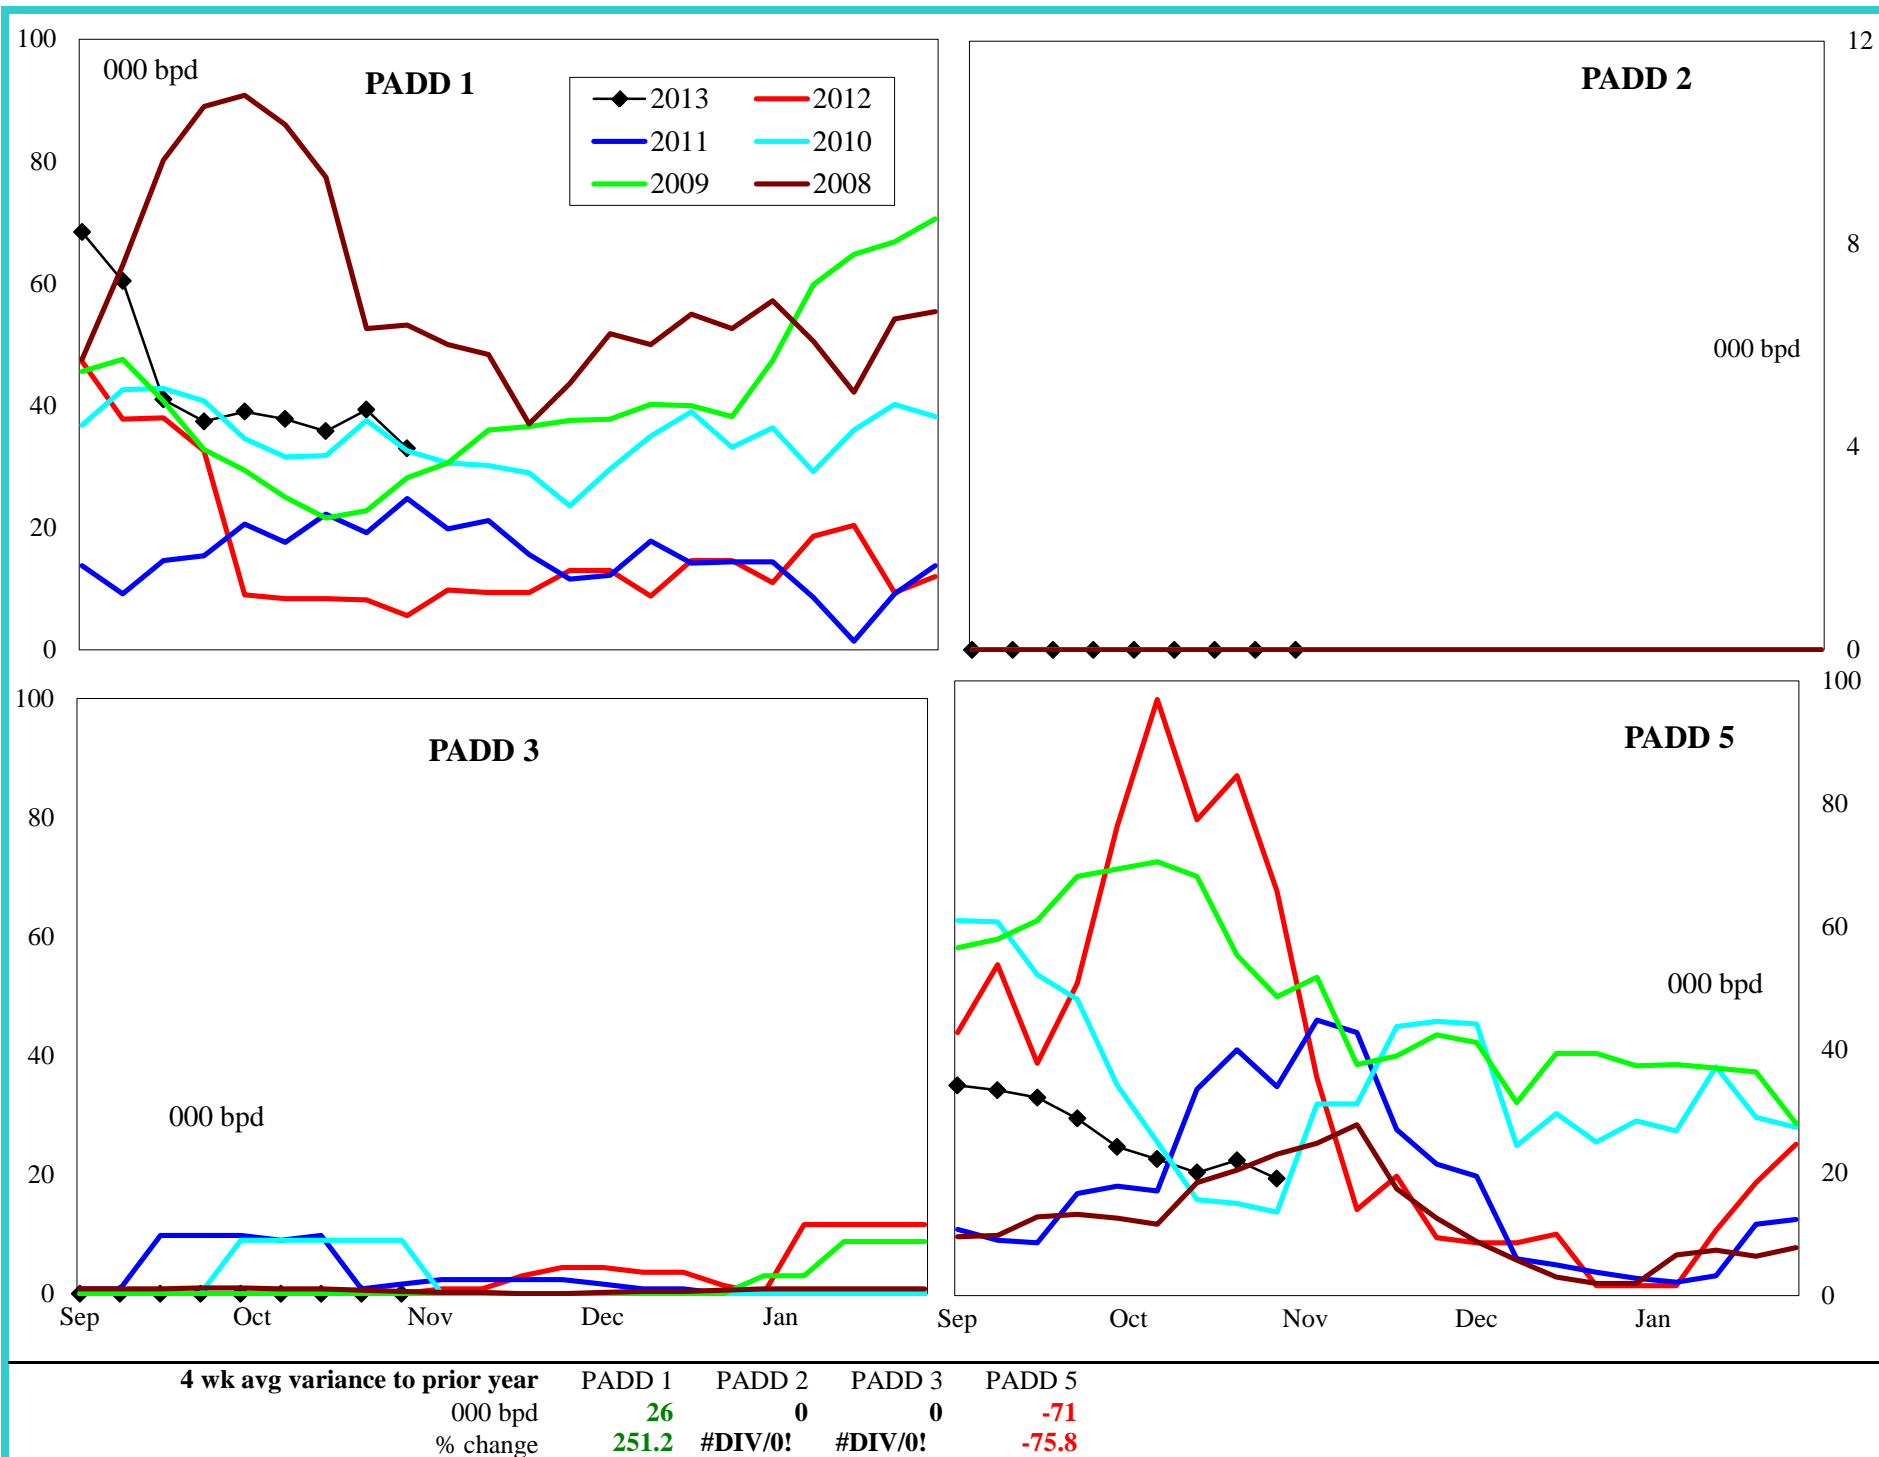 100
80
60
40
20
0
000 bpd
PADD 1
2013 2012
2011 2010
2009 2008
PADD 2
12
8
4
0
000 bpd
100
80
60
40
20
0
PADD 3
000 bpd
Sep Oct Nov Dec Jan
PADD 5
100
80
60
40
20
0
000 bpd
Sep Oct Nov Dec Jan
4 wk avg variance to prior year PADD 1 PADD 2 PADD 3 PADD 5
000 bpd 26 0 0 -71
% change 251.2 #DIV/0! #DIV/0! -75.8